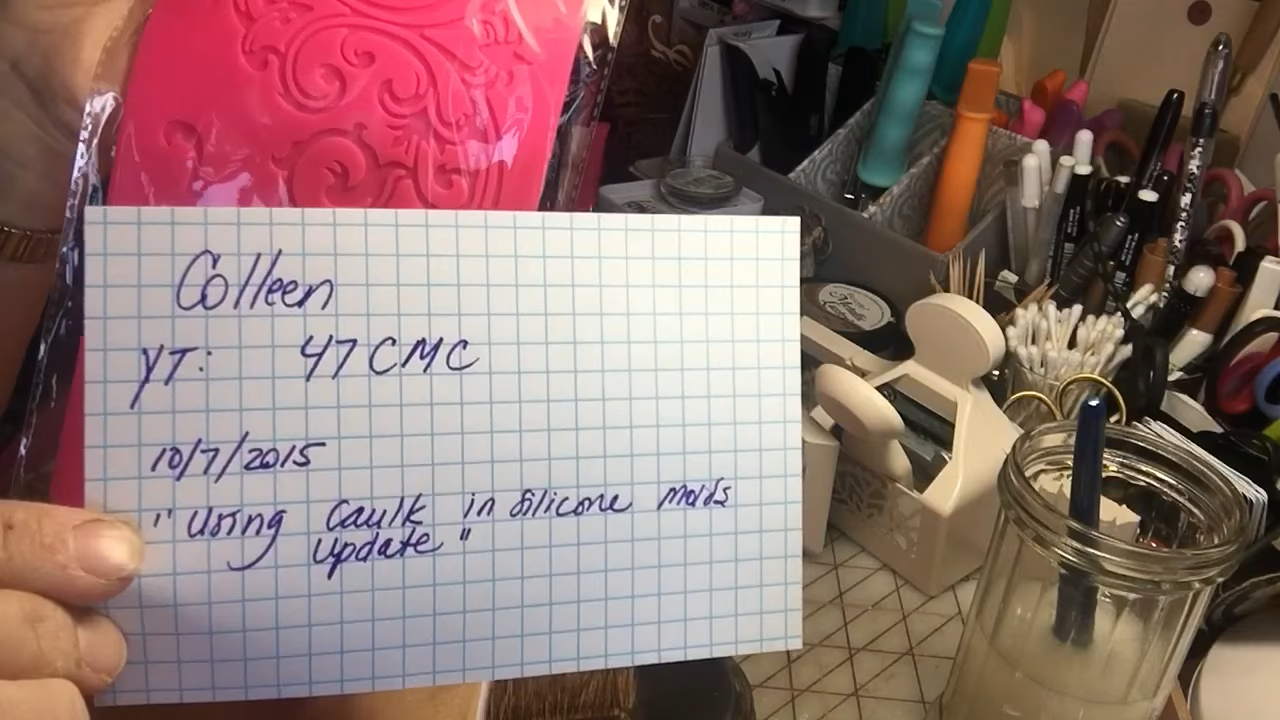 Colleen
YT: 47CMC
10/7/2015
"Using Caulk in Silicone molds
update"